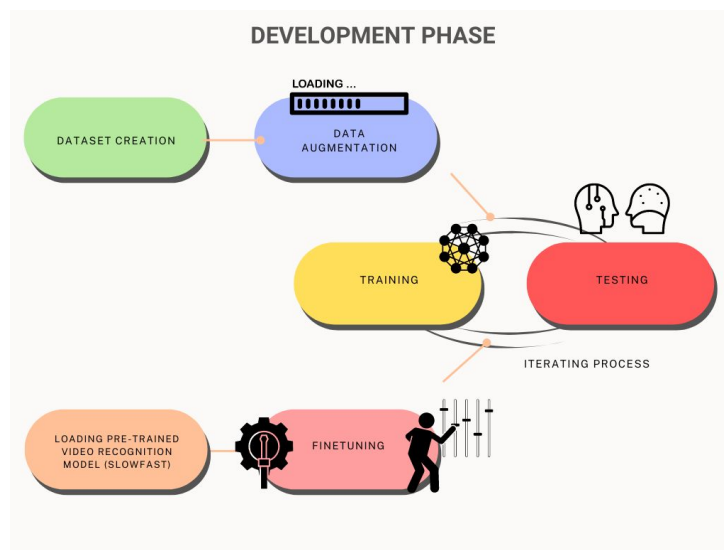 DEVELOPMENT PHASE
LOADING ...
DATASET CREATION
DATA
AUGMENTATION
TRAINING
TESTING
ITERATING PROCESS
LOADING PRE-TRAINED
VIDEO RECOGNITION
MODEL (SLOWFAST)
FINETUNING